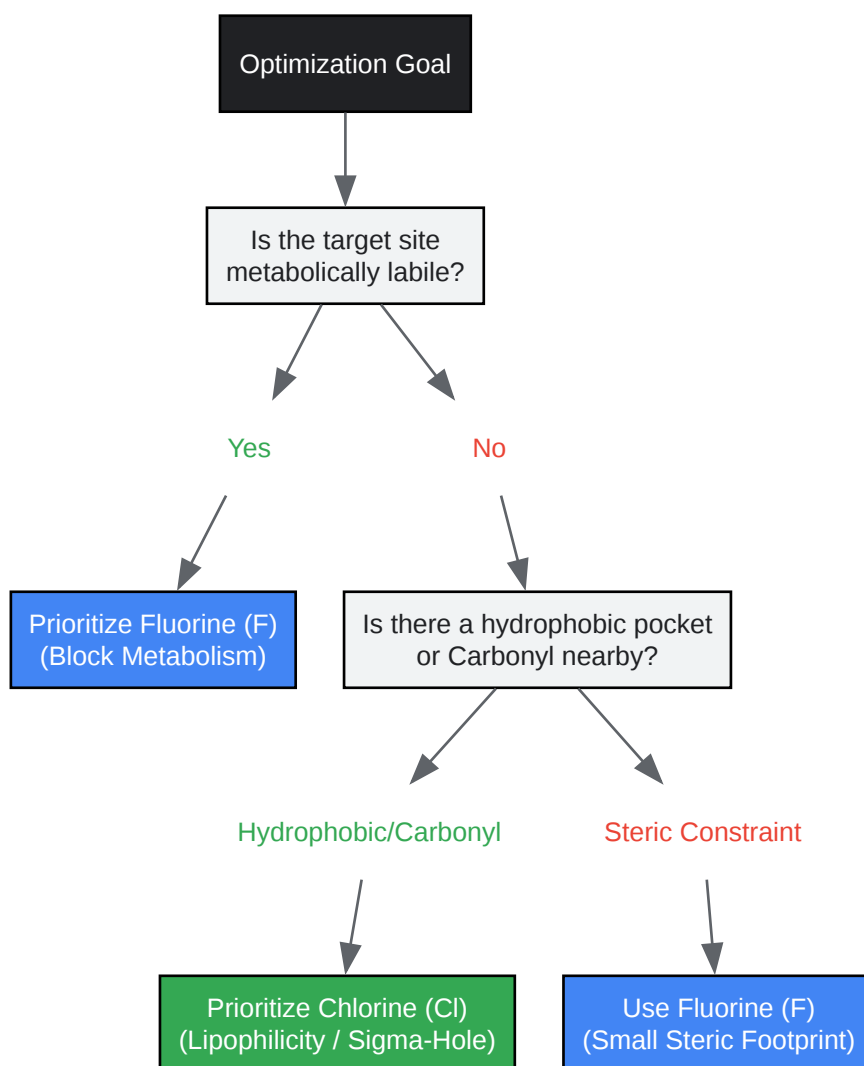 Optimization Goal
Is the target site
metabolically labile?
Yes
No
Prioritize Fluorine (F)
(Block Metabolism)
Is there a hydrophobic pocket
or Carbonyl nearby?
Hydrophobic/Carbonyl
Steric Constraint
Prioritize Chlorine (Cl)
(Lipophilicity / Sigma-Hole)
Use Fluorine (F)
(Small Steric Footprint)